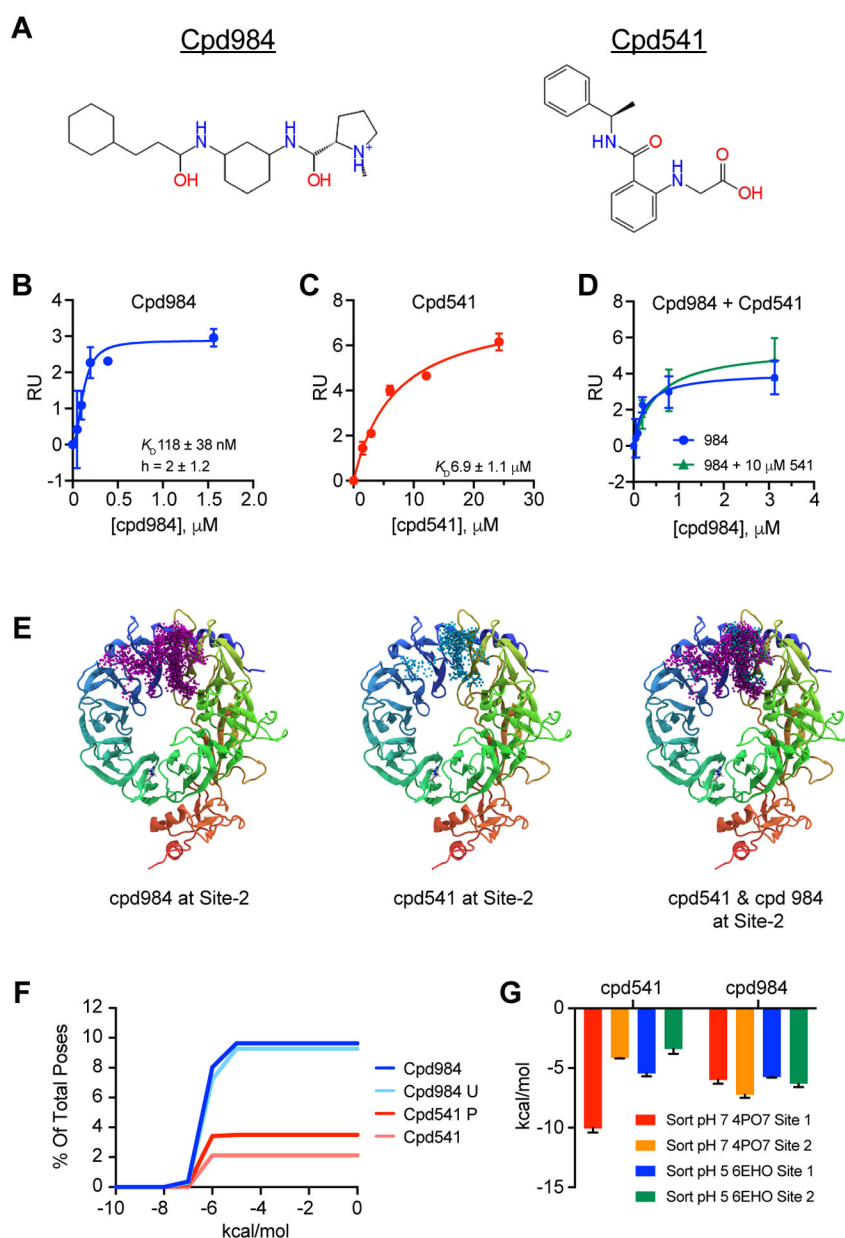 A
Cpd984
Cpd541
H
N
H
N
N
H
+
OH
OH
NH
O
H
N
O
OH
B
Cpd984
4
3
2
1
0
-1
RU
K_D 118 ± 38 nM
h = 2 ± 1.2
0
0.5
1.0
1.5
2.0
[cpd984], μM
C
Cpd541
8
6
4
2
0
RU
K_D 6.9 ± 1.1 μM
0
10
20
30
[cpd541], μM
D
Cpd984 + Cpd541
8
6
4
2
0
-2
RU
984
984 + 10 μM 541
0
1
2
3
4
[cpd984], μM
E
cpd984 at Site-2
cpd541 at Site-2
cpd541 & cpd 984
at Site-2
F
12
10
8
6
4
2
0
% Of Total Poses
-10
-8
-6
-4
-2
0
kcal/mol
Cpd984
Cpd984 U
Cpd541 P
Cpd541
G
cpd541
cpd984
0
-5
-10
-15
kcal/mol
Sort pH 7 4PO7 Site 1
Sort pH 7 4PO7 Site 2
Sort pH 5 6EHO Site 1
Sort pH 5 6EHO Site 2